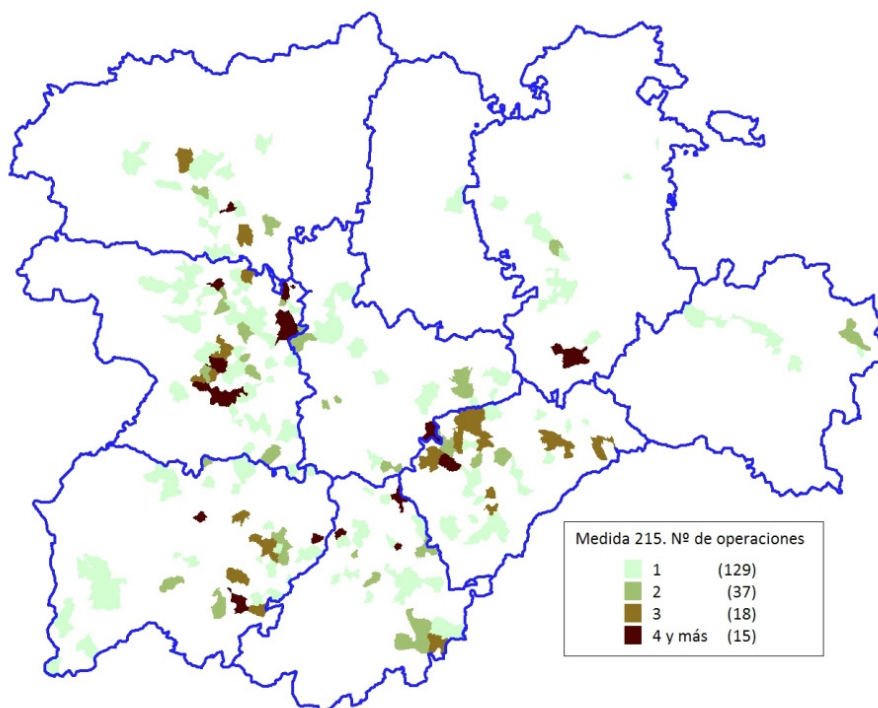 Medida 215. Nº de operaciones
1 (129)
2 (37)
3 (18)
4 y más (15)